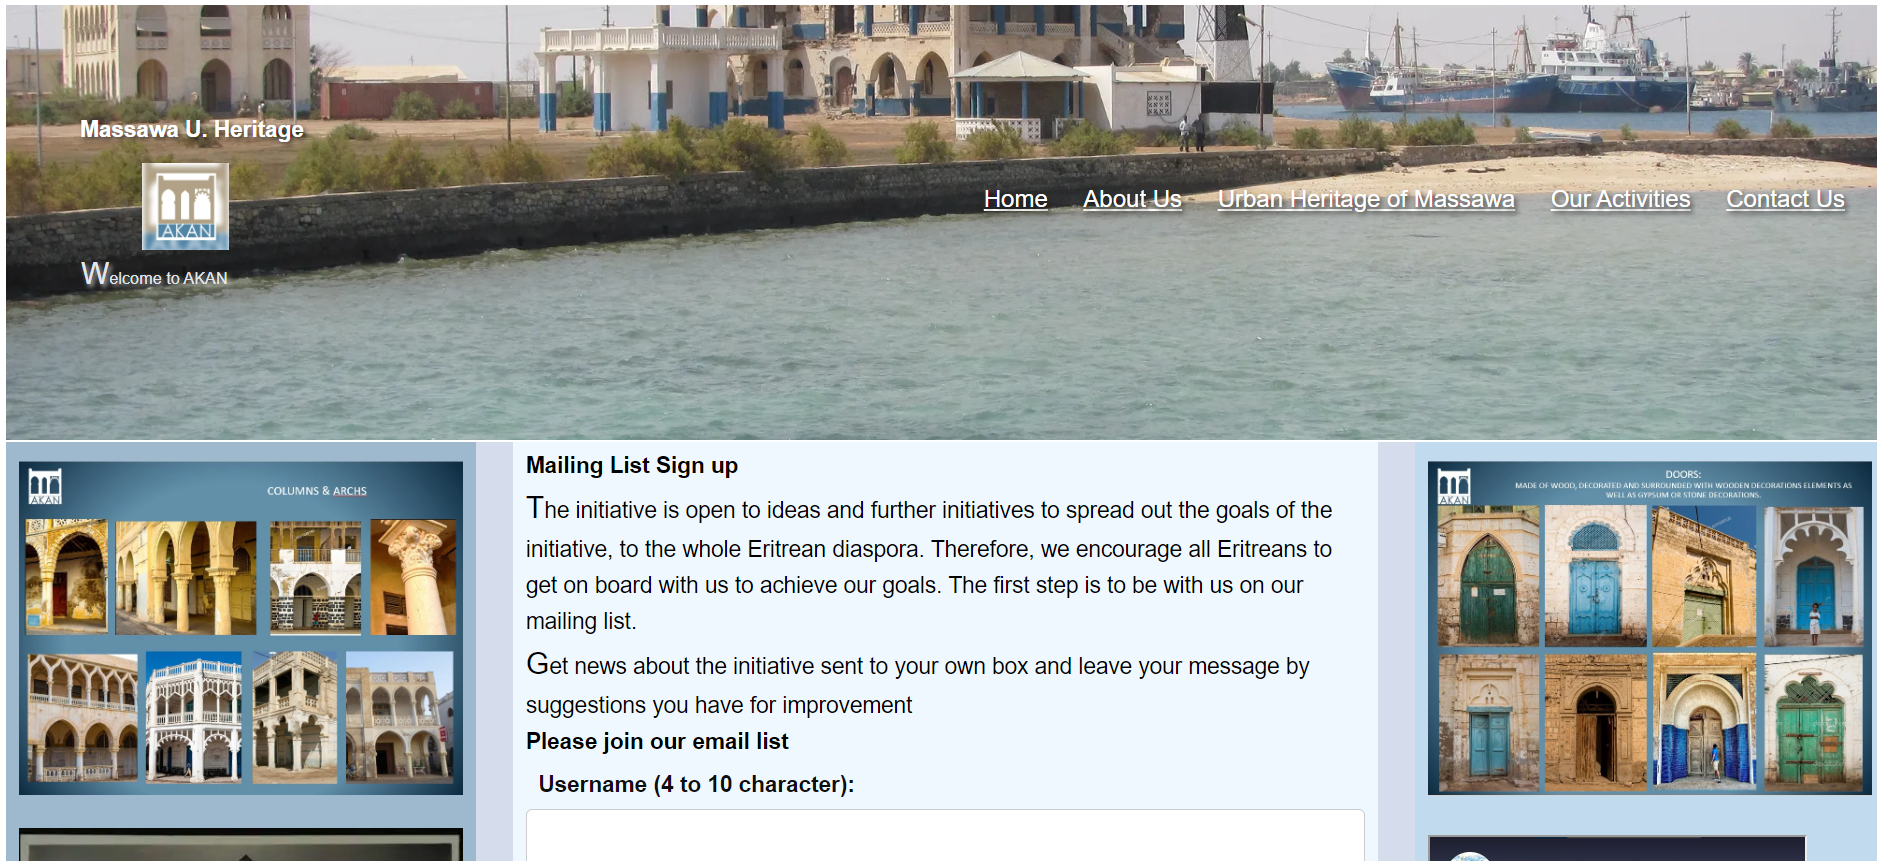 Massawa U. Heritage
AKAN
Welcome to AKAN
Home About Us Urban Heritage of Massawa Our Activities Contact Us
AKAN
COLUMNS & ARCHS
Mailing List Sign up
The initiative is open to ideas and further initiatives to spread out the goals of the
initiative, to the whole Eritrean diaspora. Therefore, we encourage all Eritreans to
get on board with us to achieve our goals. The first step is to be with us on our
mailing list.
Get news about the initiative sent to your own box and leave your message by
suggestions you have for improvement
Please join our email list
Username (4 to 10 character):
AKAN
DOORS:
MADE OF WOOD, DECORATED AND SURROUNDED WITH WOODEN DECORATIONS ELEMENTS AS
WELL AS GYPSUM OR STONE DECORATIONS.